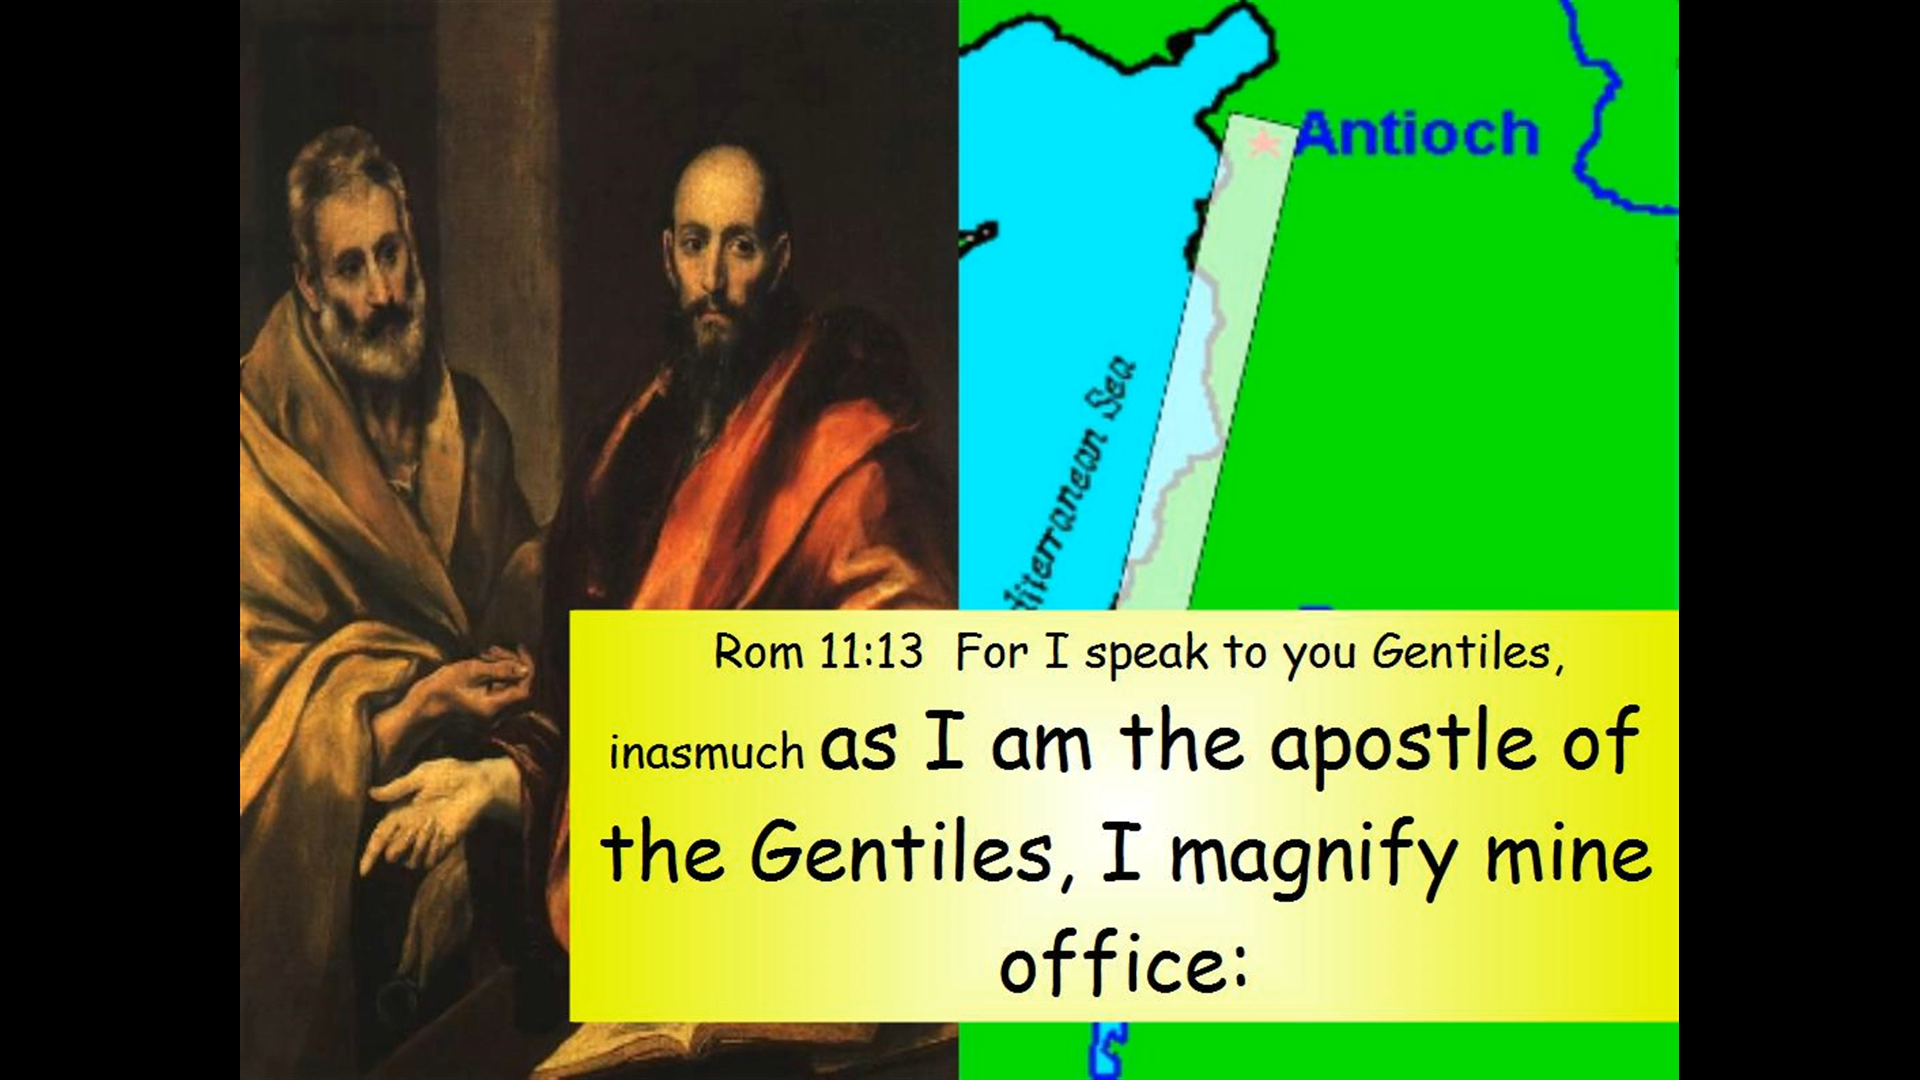 Antioch
diterranean Sea
Rom 11:13 For I speak to you Gentiles,
inasmuch as I am the apostle of
the Gentiles, I magnify mine
office: